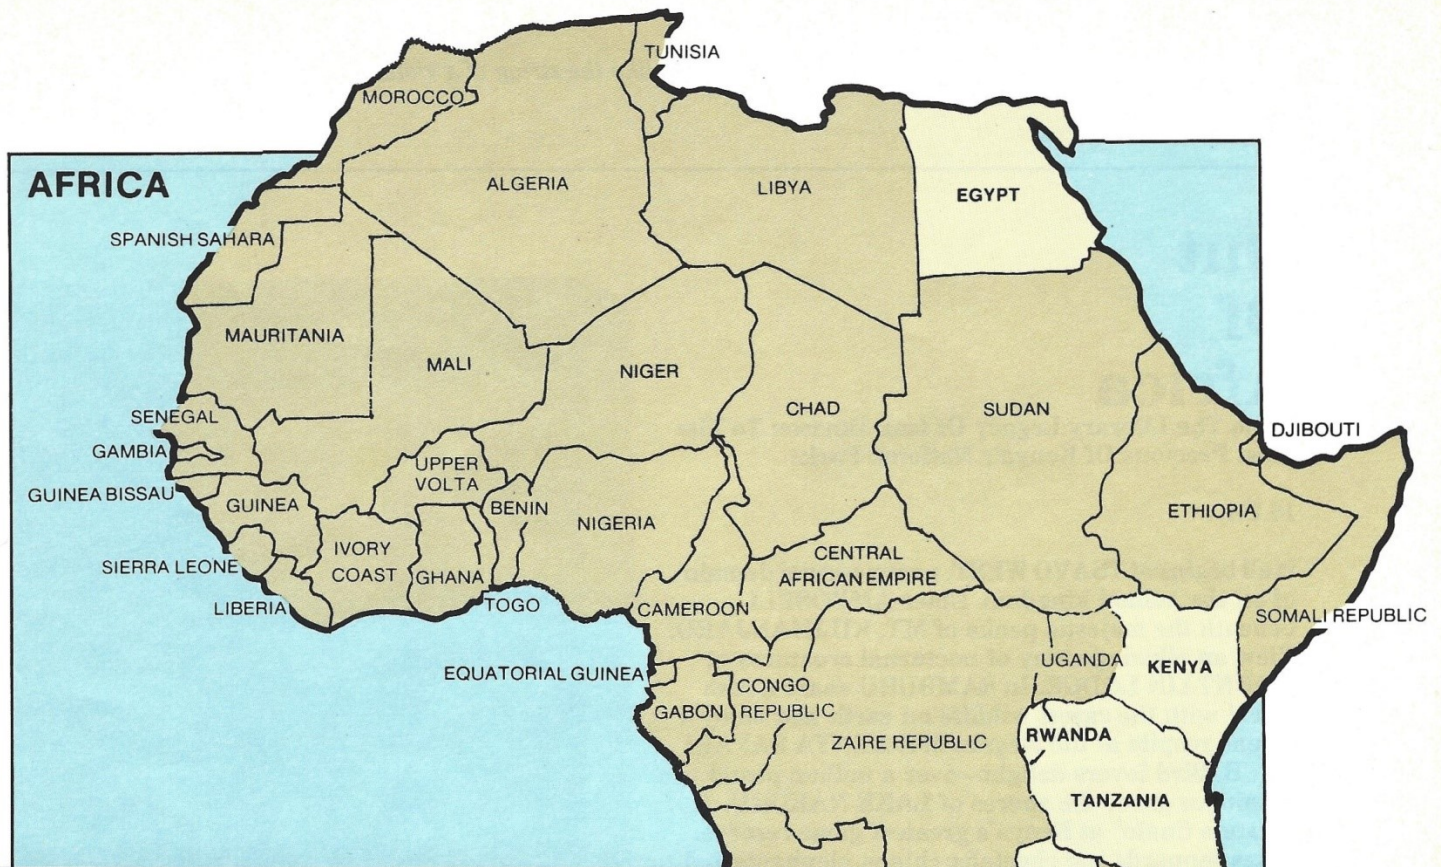 TUNISIA
MOROCCO
AFRICA
ALGERIA
LIBYA
EGYPT
SPANISH SAHARA
MAURITANIA
MALI
NIGER
CHAD
SUDAN
SENEGAL
DJIBOUTI
GAMBIA
UPPER
VOLTA
GUINEA BISSAU
GUINEA
BENIN
NIGERIA
ETHIOPIA
IVORY
COAST
CENTRAL
AFRICAN EMPIRE
SIERRA LEONE
GHANA
LIBERIA
TOGO
CAMEROON
SOMALI REPUBLIC
UGANDA
KENYA
EQUATORIAL GUINEA
CONGO
REPUBLIC
GABON
ZAIRE REPUBLIC
RWANDA
TANZANIA